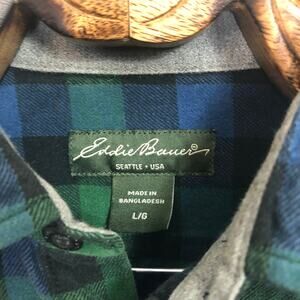 Eddie Bauer®
SEATTLE • USA
MADE IN
BANGLADESH
L/G